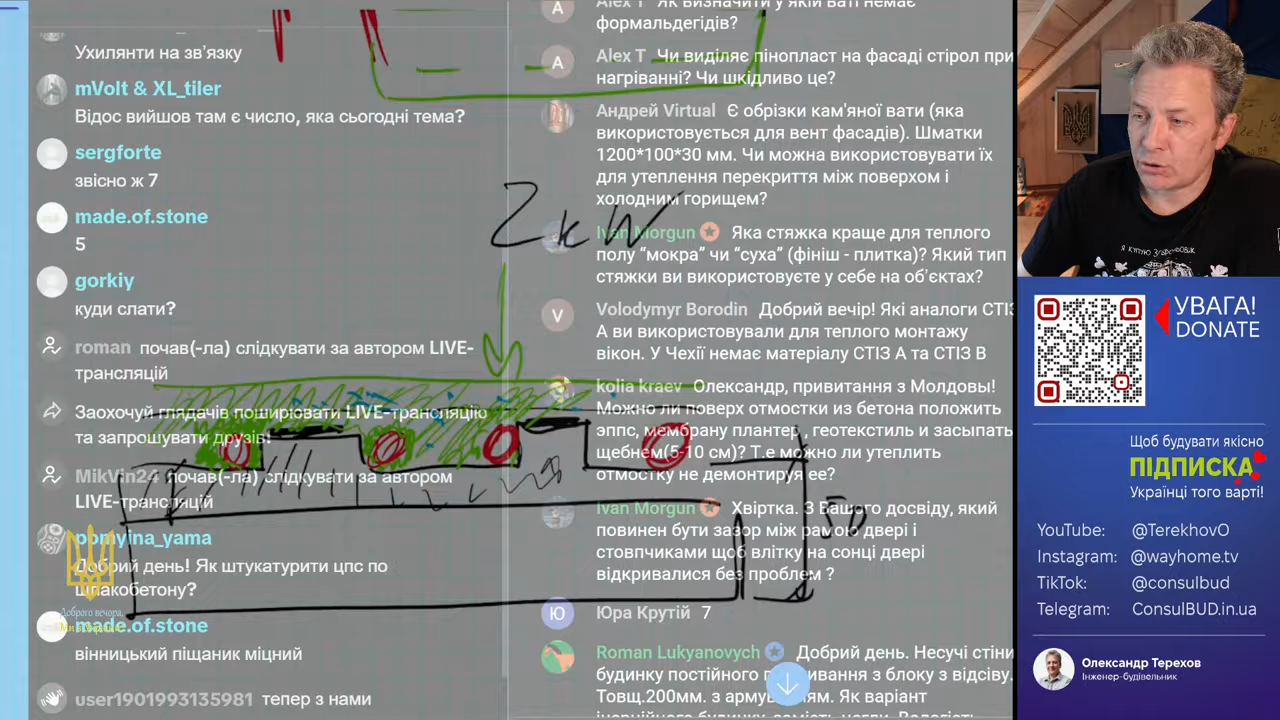 Ухилянти на зв'язку
mVolt & XL_tiler
Відос вийшов там є число, яка сьогодні тема?
sergforte
звісно ж 7
made.of.stone
5
gorkiy
куди слати?
roman почав(-ла) слідкувати за автором LIVE-
трансляцій
Заохочуй глядачів поширювати LIVE-трансляцію
та запрошувати друзів!
MikVin24 почав(-ла) слідкувати за автором
LIVE-трансляцій
pomyina_yama
Добрий день! Як штукатурити цпс по
шлакобетону?
made.of.stone
вінницький піщаник міцний
user1901993135981 тепер з нами
Доброго вечора,
Alex T Як визначити у якій ваті немає
формальдегідів?
Alex T Чи виділяє пінопласт на фасаді стірол при
нагріванні? Чи шкідливо це?
Андрей Virtual Є обрізки кам'яної вати (яка
використовується для вент фасадів). Шматки
1200*100*30 мм. Чи можна використовувати їх
для утеплення перекриття між поверхом і
холодним горищем?
2kW
Ivan Morgun Яка стяжка краще для теплого
полу “мокра” чи “суха” (фініш - плитка)? Який тип
стяжки ви використовуєте у себе на об'єктах?
V Volodymyr Borodin Добрий вечір! Які аналоги СТІЗ
А ви використовували для теплого монтажу
вікон. У Чехії немає матеріалу СТІЗ А та СТІЗ В
kolia kraev Олександр, привитання з Молдовы!
Можно ли поверх отмостки из бетона положить
эппс, мембрану плантер, геотекстиль и засыпать
щебнем(5-10 см)? Т.е можно ли утеплить
отмостку не демонтируя ее?
Ivan Morgun Хвіртка. З Вашого досвіду, який
повинен бути зазор між рамою двері і
стовпчиками щоб влітку на сонці двері
відкривалися без проблем ?
50
Ю Юра Крутій 7
Roman Lukyanovych Добрий день. Несучі стіни
будинку постійного проживання з блоку з відсіву.
Товщ.200мм. з армуванням. Як варіант
УВАГА!
DONATE
Щоб будувати якісно
ПІДПИСКА
Українці того варті!
YouTube: @TerekhovO
Instagram: @wayhome.tv
TikTok: @consulbud
Telegram: ConsulBUD.in.ua
Олександр Терехов
Інженер-будівельник